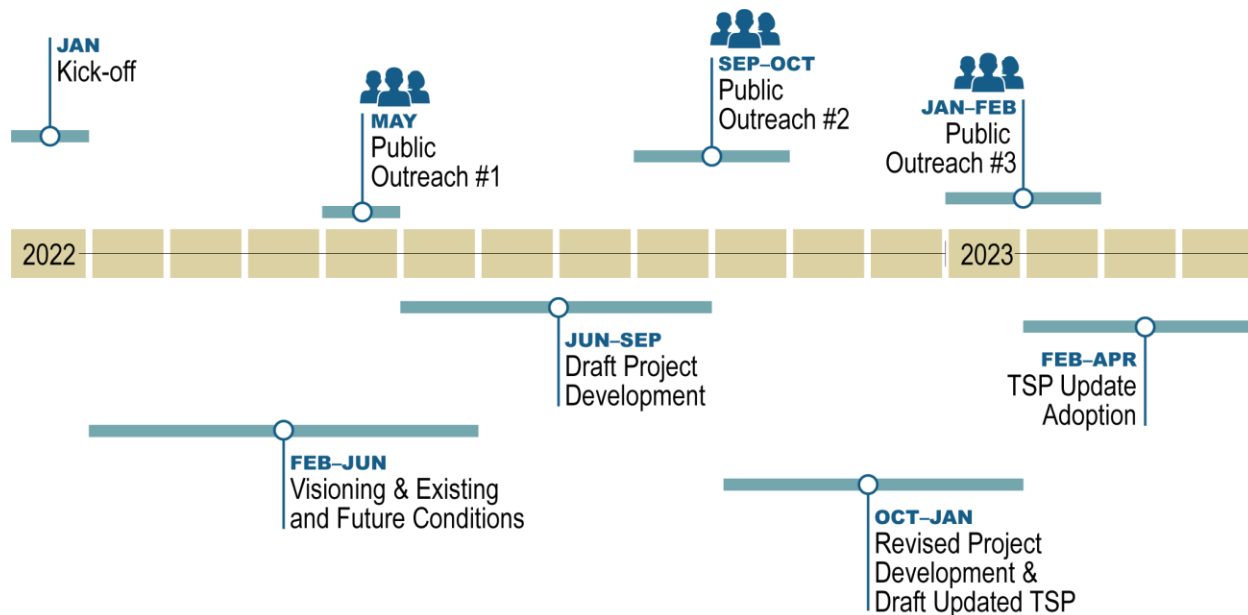 JAN
Kick-off
MAY
Public
Outreach #1
SEP–OCT
Public
Outreach #2
JAN–FEB
Public
Outreach #3
2022
2023
JUN–SEP
Draft Project
Development
FEB–APR
TSP Update
Adoption
FEB–JUN
Visioning & Existing
and Future Conditions
OCT–JAN
Revised Project
Development &
Draft Updated TSP